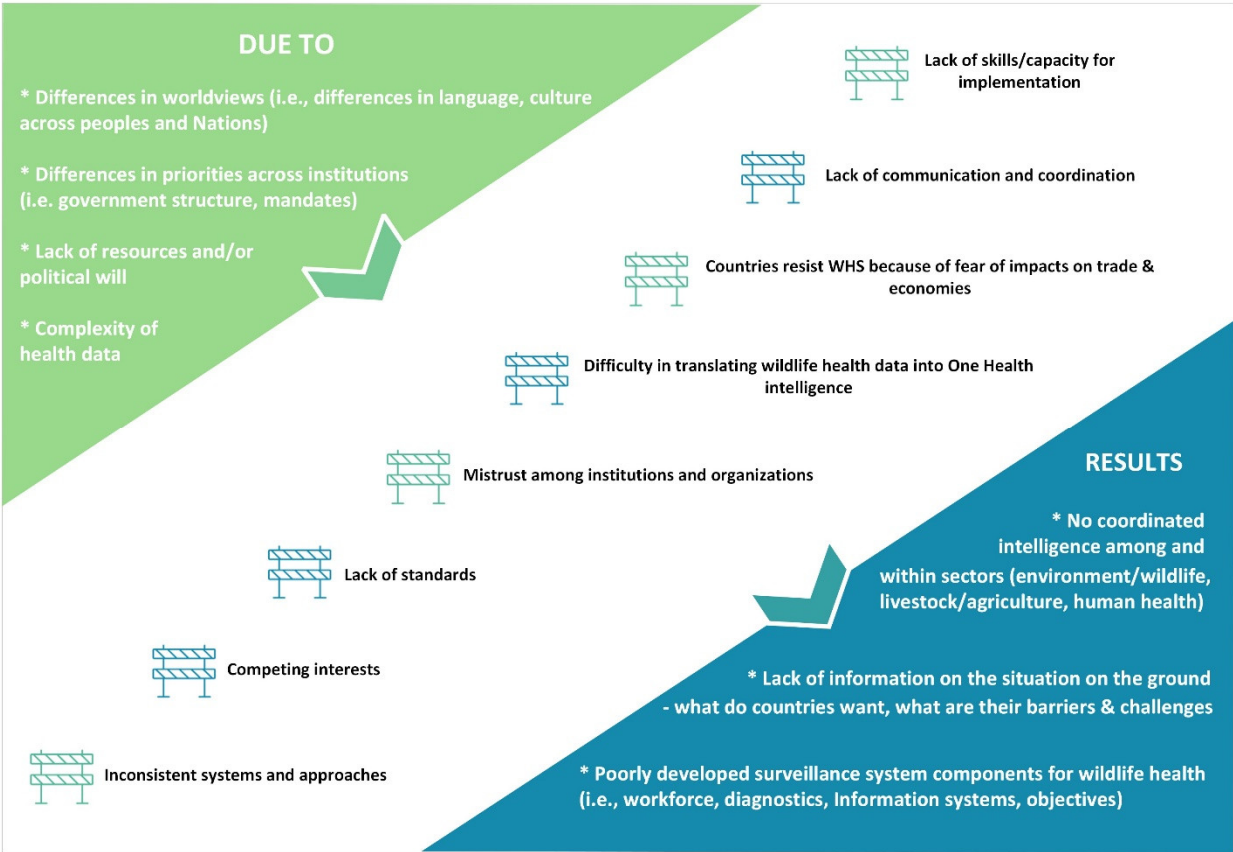 DUE TO
* Differences in worldviews (i.e., differences in language, culture
across peoples and Nations)
* Differences in priorities across institutions
(i.e. government structure, mandates)
* Lack of resources and/or
political will
* Complexity of
health data
Lack of skills/capacity for
implementation
Lack of communication and coordination
Countries resist WHS because of fear of impacts on trade &
economies
Difficulty in translating wildlife health data into One Health
intelligence
Mistrust among institutions and organizations
Lack of standards
Competing interests
Inconsistent systems and approaches
RESULTS
* No coordinated
intelligence among and
within sectors (environment/wildlife,
livestock/agriculture, human health)
* Lack of information on the situation on the ground
- what do countries want, what are their barriers & challenges
* Poorly developed surveillance system components for wildlife health
(i.e., workforce, diagnostics, Information systems, objectives)